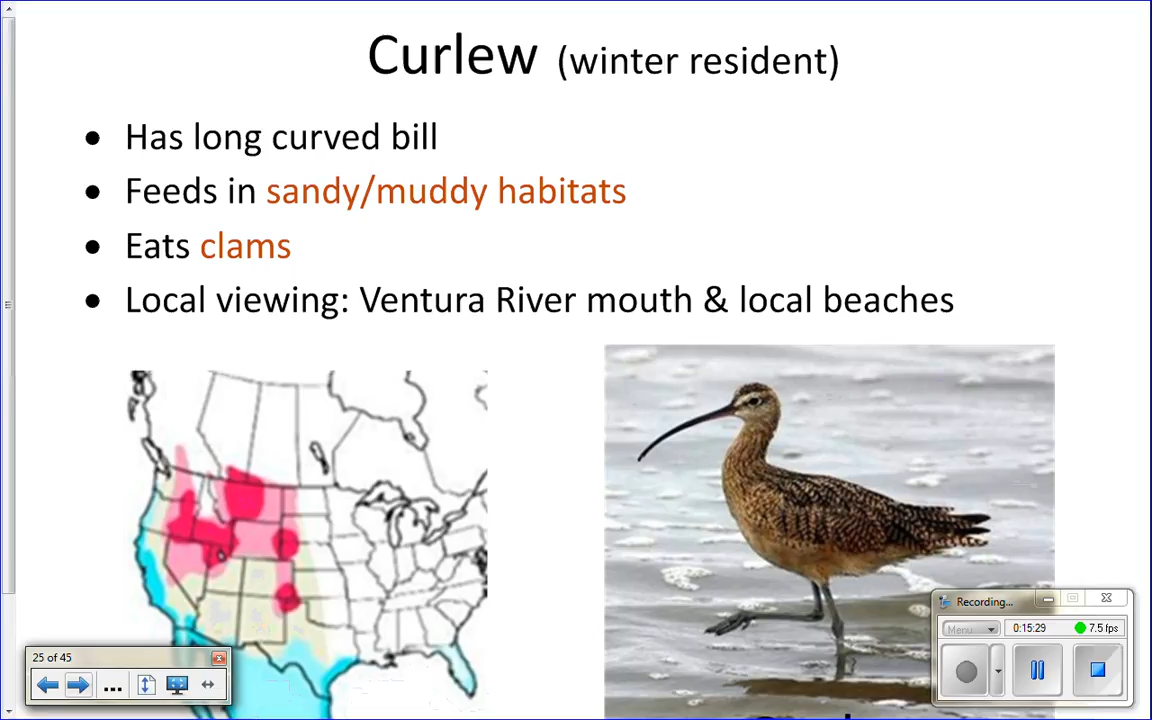 Curlew (winter resident)
• Has long curved bill
• Feeds in sandy/muddy habitats
• Eats clams
• Local viewing: Ventura River mouth & local beaches
Recording...
Menu
0:15:29
7.5 fps
25 of 45
...